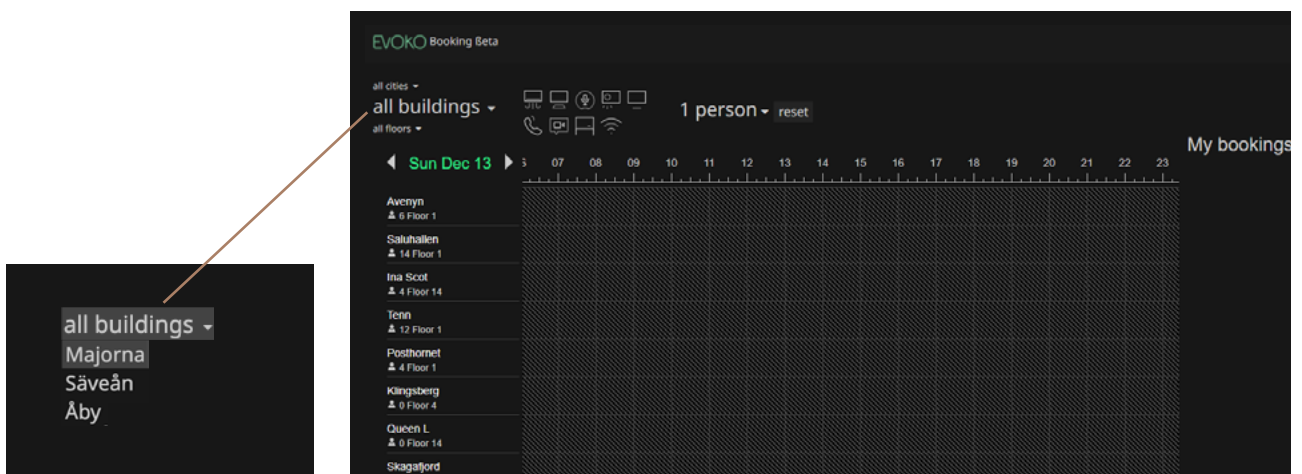 EVOKO Booking Beta
all cities
all buildings
all floors
1 person reset
My bookings
Sun Dec 13
07 08 09 10 11 12 13 14 15 16 17 18 19 20 21 22 23
Avenyn
6 Floor 1
Saluhallen
14 Floor 1
Ina Scot
4 Floor 14
Tenn
12 Floor 1
Posthornet
4 Floor 1
Klingsberg
0 Floor 4
Queen L
0 Floor 14
Skagafjord
all buildings
Majorna
Säveån
Åby